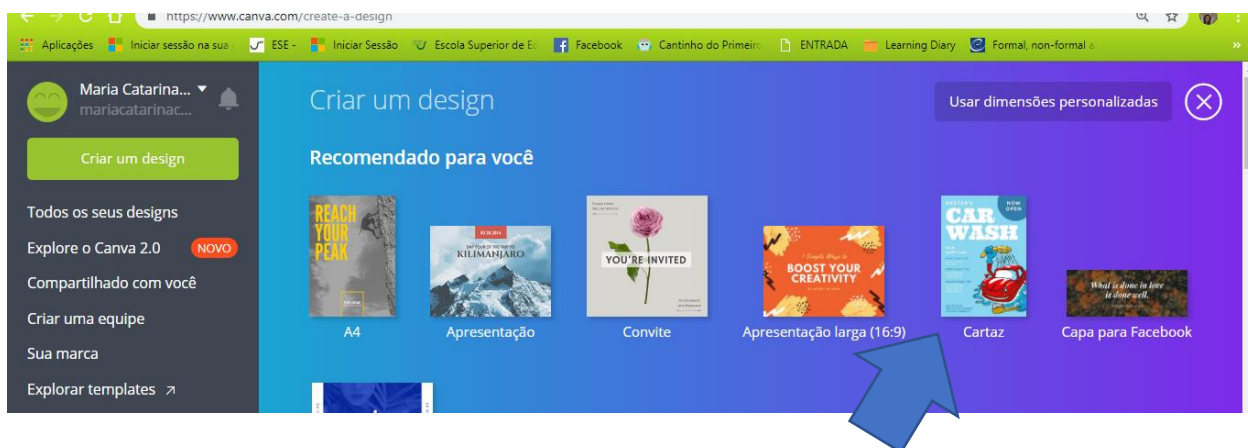 https://www.canva.com/create-a-design
Aplicações Iniciar sessão na sua ESE - Iniciar Sessão Escola Superior de Ed Facebook Cantinho do Primeiro ENTRADA Learning Diary Formal, non-formal a »
Maria Catarina...
mariacatarinac...
Criar um design
Todos os seus designs
Explore o Canva 2.0 NOVO
Compartilhado com você
Criar uma equipe
Sua marca
Explorar templates
Criar um design
Usar dimensões personalizadas
Recomendado para você
REACH
YOUR
PEAK
A4
KILIMANJARO
Apresentação
YOU'RE INVITED
Convite
7 Simple Ways to
BOOST YOUR
CREATIVITY
Apresentação larga (16:9)
NOW
OPEN
CAR
WASH
Cartaz
What is done in love
is done well.
Capa para Facebook